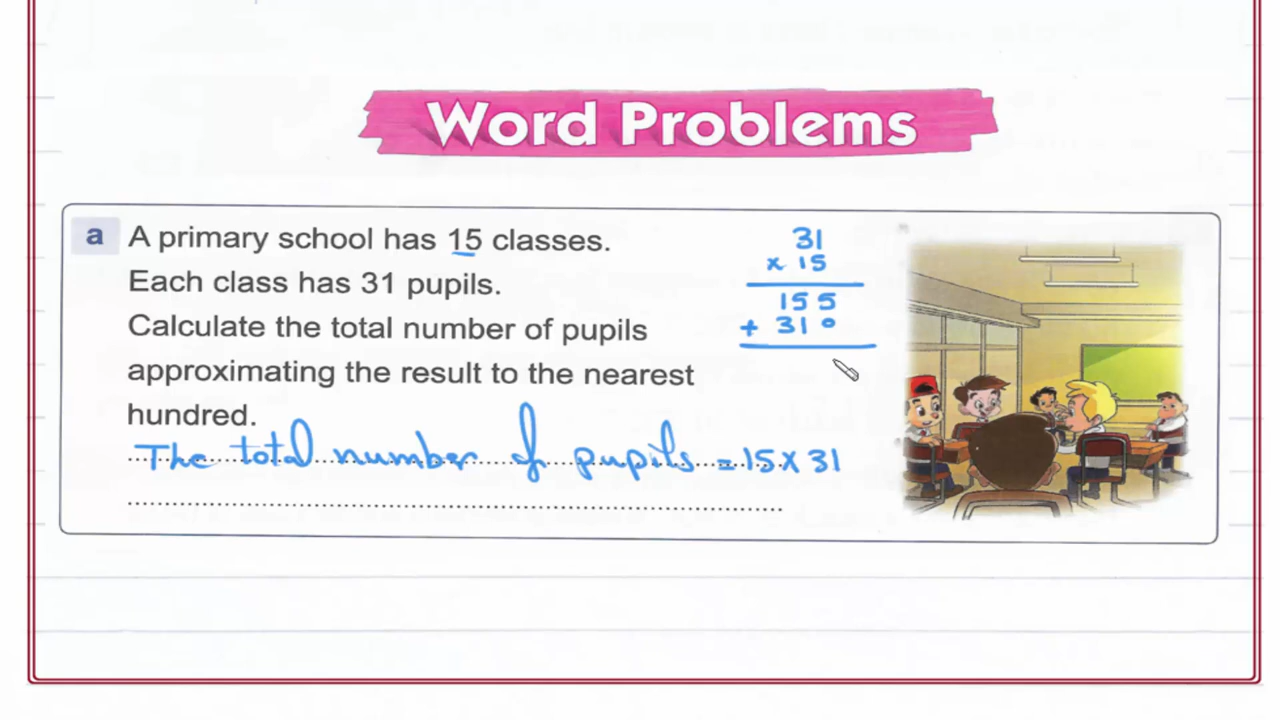 Word Problems
a A primary school has 15 classes.
Each class has 31 pupils.
Calculate the total number of pupils
approximating the result to the nearest
hundred.
The total number of pupils = 15 x 31
31
x 15
155
+ 310